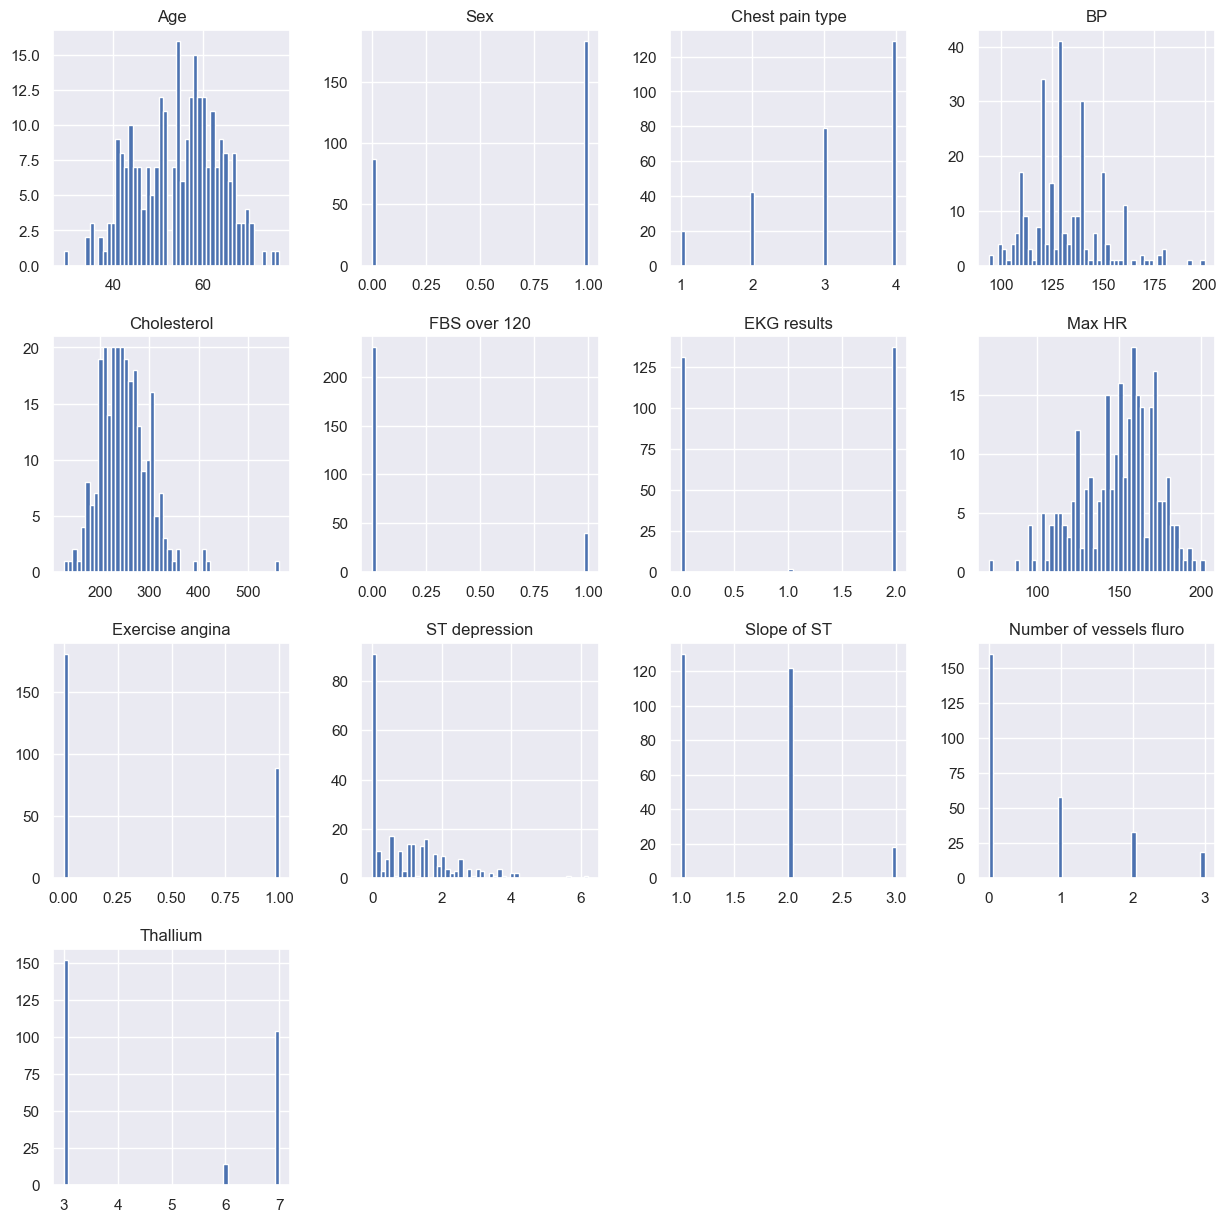 Age
15.0
12.5
10.0
7.5
5.0
2.5
0.0
40 60
Sex
150
100
50
0
0.00 0.25 0.50 0.75 1.00
Chest pain type
120
100
80
60
40
20
0
1 2 3 4
BP
40
30
20
10
0
100 125 150 175 200
Cholesterol
20
15
10
5
0
200 300 400 500
FBS over 120
200
150
100
50
0
0.00 0.25 0.50 0.75 1.00
EKG results
125
100
75
50
25
0
0.0 0.5 1.0 1.5 2.0
Max HR
15
10
5
0
100 150 200
Exercise angina
150
100
50
0
0.00 0.25 0.50 0.75 1.00
ST depression
80
60
40
20
0
0 2 4 6
Slope of ST
120
100
80
60
40
20
0
1.0 1.5 2.0 2.5 3.0
Number of vessels fluro
150
125
100
75
50
25
0
0 1 2 3
Thallium
150
125
100
75
50
25
0
3 4 5 6 7